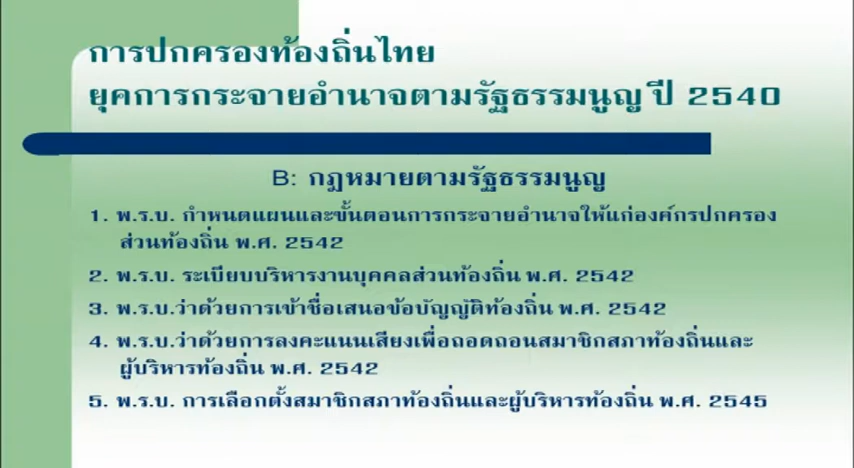 การปกครองท้องถิ่นไทย
ยุคการกระจายอำนาจตามรัฐธรรมนูญ ปี 2540
B: กฎหมายตามรัฐธรรมนูญ
1. พ.ร.บ. กำหนดแผนและขั้นตอนการกระจายอำนาจให้แก่องค์กรปกครอง
ส่วนท้องถิ่น พ.ศ. 2542
2. พ.ร.บ. ระเบียบบริหารงานบุคคลส่วนท้องถิ่น พ.ศ. 2542
3. พ.ร.บ.ว่าด้วยการเข้าชื่อเสนอข้อบัญญัติท้องถิ่น พ.ศ. 2542
4. พ.ร.บ.ว่าด้วยการลงคะแนนเสียงเพื่อถอดถอนสมาชิกสภาท้องถิ่นและ
ผู้บริหารท้องถิ่น พ.ศ. 2542
5. พ.ร.บ. การเลือกตั้งสมาชิกสภาท้องถิ่นและผู้บริหารท้องถิ่น พ.ศ. 2545